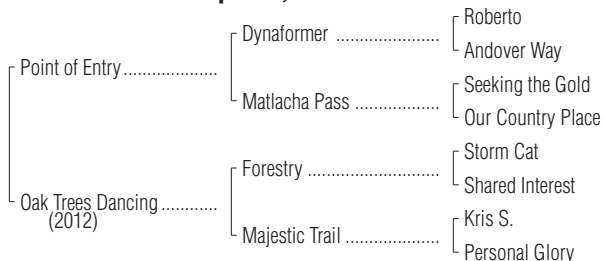 Roberto
Dynaformer ....................
Andover Way
Point of Entry ..................
Seeking the Gold
Matlacha Pass ................
Our Country Place
Storm Cat
Forestry .........................
Shared Interest
Oak Trees Dancing ...........
(2012)
Kris S.
Majestic Trail ..................
Personal Glory